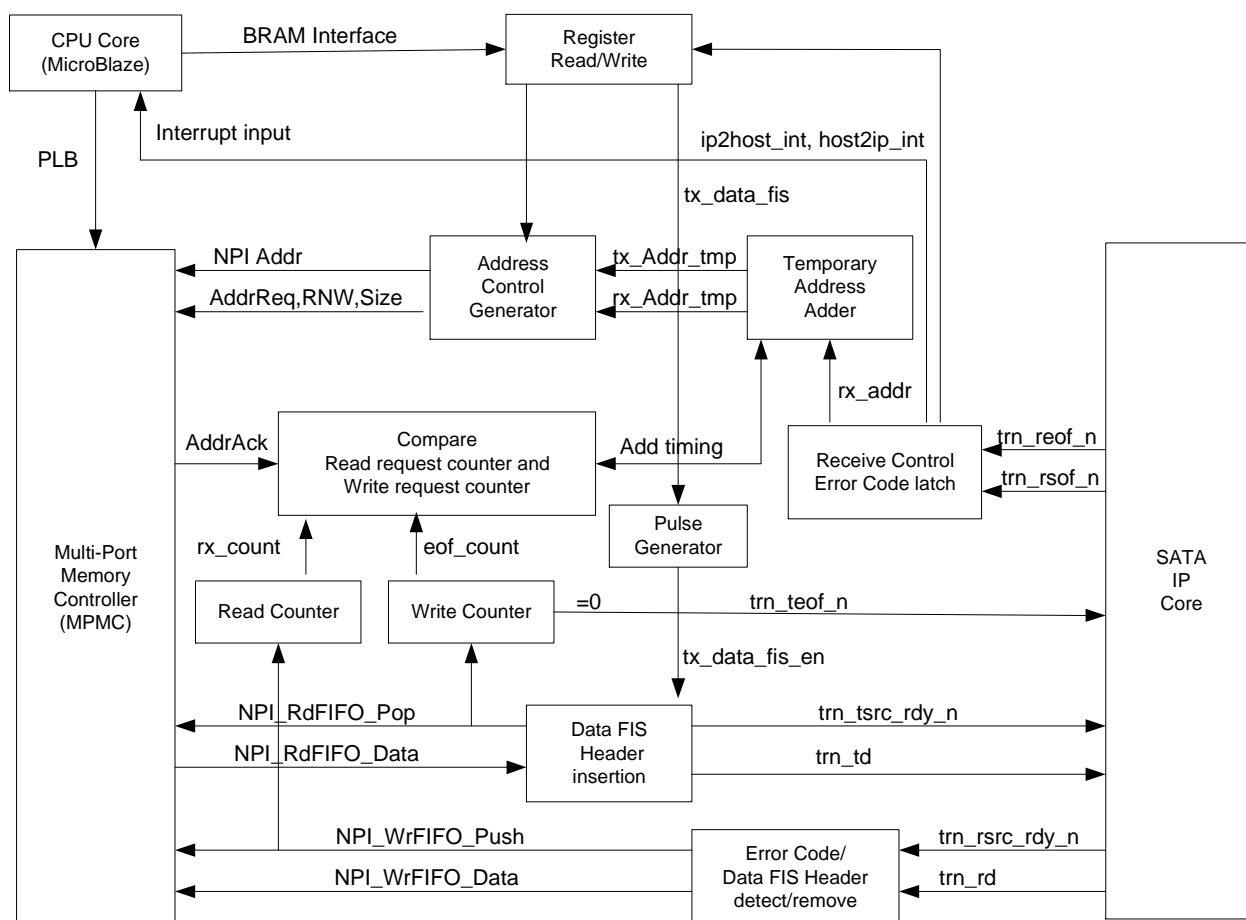 CPU Core
(MicroBlaze)
BRAM Interface
Register
Read/Write
Interrupt input
ip2host_int, host2ip_int
PLB
tx_data_fis
NPI Addr
AddrReq,RNW,Size
Address
Control
Generator
tx_Addr_tmp
rx_Addr_tmp
Temporary
Address
Adder
rx_addr
AddrAck
Compare
Read request counter and
Write request counter
Add timing
Receive Control
Error Code latch
trn_reof_n
trn_rsof_n
Pulse
Generator
rx_count
eof_count
Multi-Port
Memory
Controller
(MPMC)
SATA
IP
Core
Read Counter
Write Counter
=0
trn_teof_n
tx_data_fis_en
NPI_RdFIFO_Pop
NPI_RdFIFO_Data
Data FIS
Header
insertion
trn_tsrc_rdy_n
trn_td
NPI_WrFIFO_Push
NPI_WrFIFO_Data
Error Code/
Data FIS Header
detect/remove
trn_rsrc_rdy_n
trn_rd